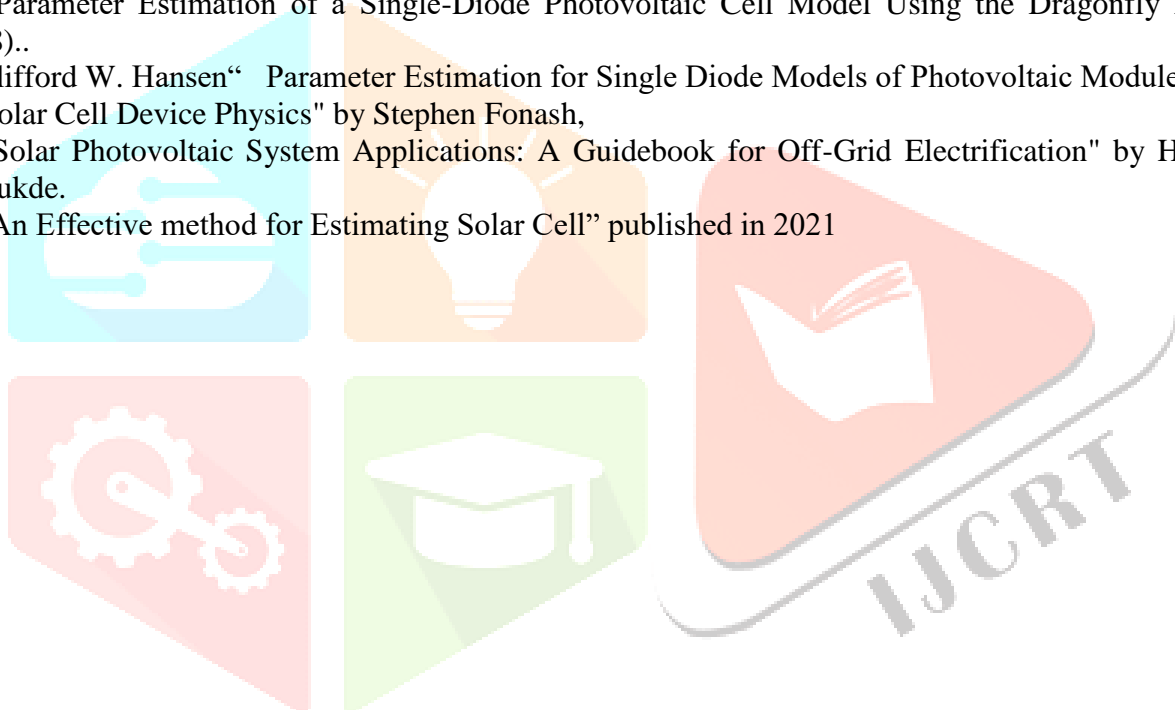 Parameter Estimation of a Single-Diode Photovoltaic Cell Model Using the Dragonfly
3)..
lifford W. Hansen“ Parameter Estimation for Single Diode Models of Photovoltaic Module
olar Cell Device Physics" by Stephen Fonash,
Solar Photovoltaic System Applications: A Guidebook for Off-Grid Electrification" by H
ukde.
An Effective method for Estimating Solar Cell” published in 2021
IJCRT